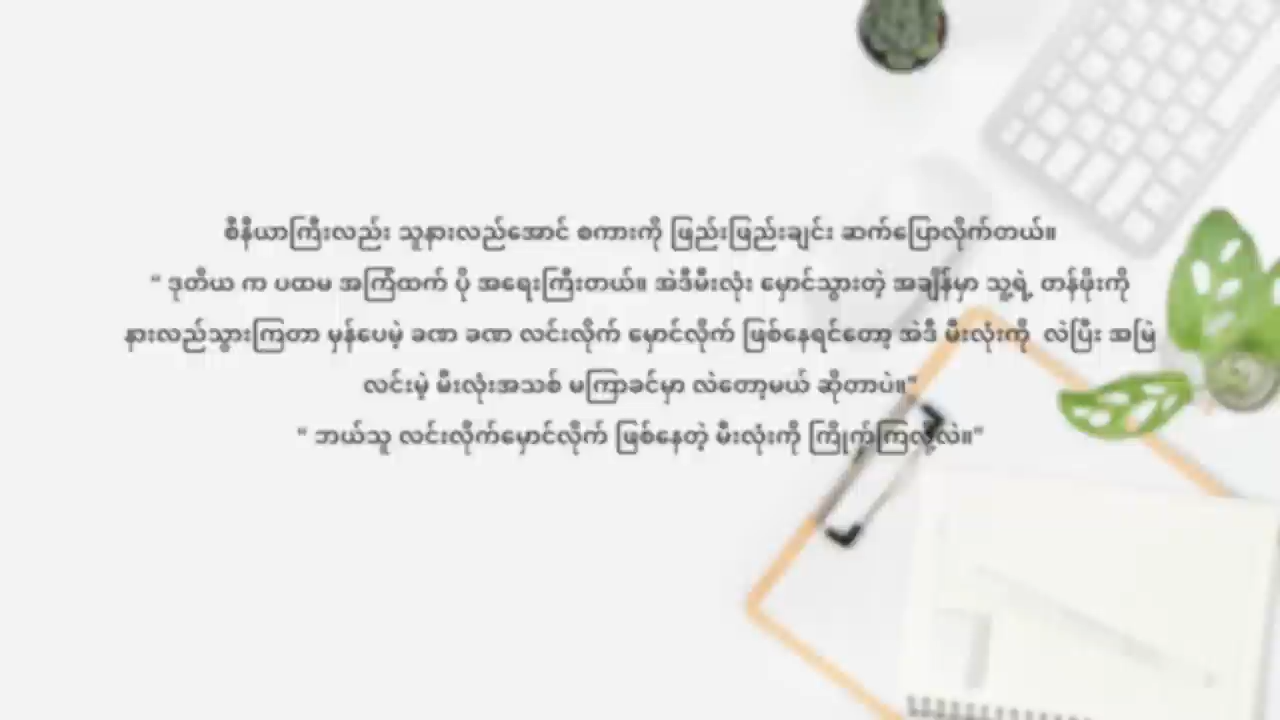 စီနီယာကြီးလည်း သူနားလည်အောင် စကားကို ဖြည်းဖြည်းချင်း ဆက်ပြောလိုက်တယ်။
“ ဒုတိယ က ပထမ အကြံထက် ပို အရေးကြီးတယ်။ အဲဒီမီးလုံး မှောင်သွားတဲ့ အချိန်မှာ သူ့ရဲ့ တန်ဖိုးကို
နားလည်သွားကြတာ မှန်ပေမဲ့ ခဏ ခဏ လင်းလိုက် မှောင်လိုက် ဖြစ်နေရင်တော့ အဲဒီ မီးလုံးကို လဲပြီး အမြဲ
လင်းမဲ့ မီးလုံးအသစ် မကြာခင်မှာ လဲတော့မယ် ဆိုတာပဲ။”
“ ဘယ်သူ လင်းလိုက်မှောင်လိုက် ဖြစ်နေတဲ့ မီးလုံးကို ကြိုက်ကြလို့လဲ။”